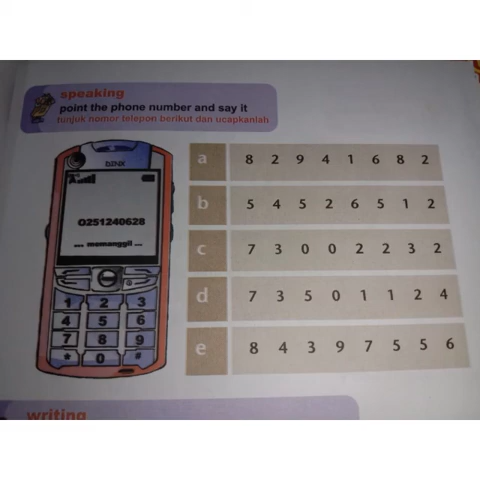 speaking
point the phone number and say it
tunjuk nomor telepon berikut dan ucapkanlah
a 8 2 9 4 1 6 8 2
b 5 4 5 2 6 5 1 2
c 7 3 0 0 2 2 3 2
d 7 3 5 0 1 1 2 4
e 8 4 3 9 7 5 5 6
0251240628
... memanggil ...
1 2 3
4 5 6
7 8 9
* 0 #
writing